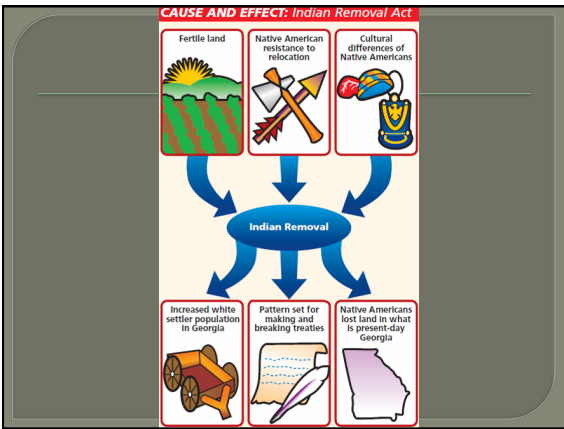 CAUSE AND EFFECT: Indian Removal Act
Fertile land
Native American
resistance to
relocation
Cultural
differences of
Native Americans
Indian Removal
Increased white
settler population
in Georgia
Pattern set for
making and
breaking treaties
Native Americans
lost land in what
is present-day
Georgia